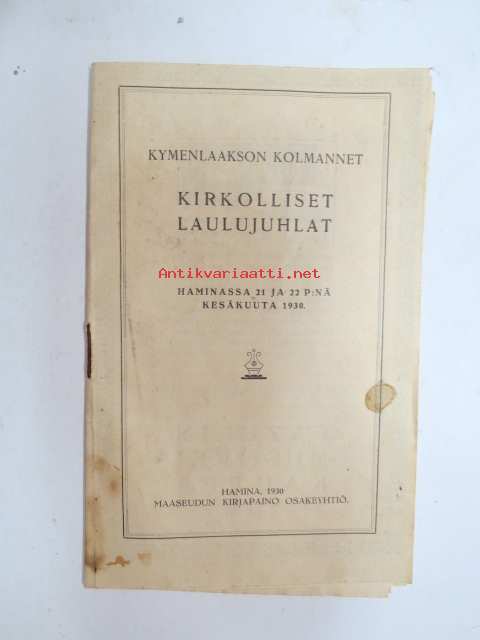 KYMENLAAKSON KOLMANNET
KIRKOLLISET
LAULUJUHLAT
Antikvariaatti.net
HAMINASSA 21 JA 22 P:NÄ
KESÄKUUTA 1930.
HAMINA, 1930
MAASEUDUN KIRJAPAINO OSAKEYHTIÖ.